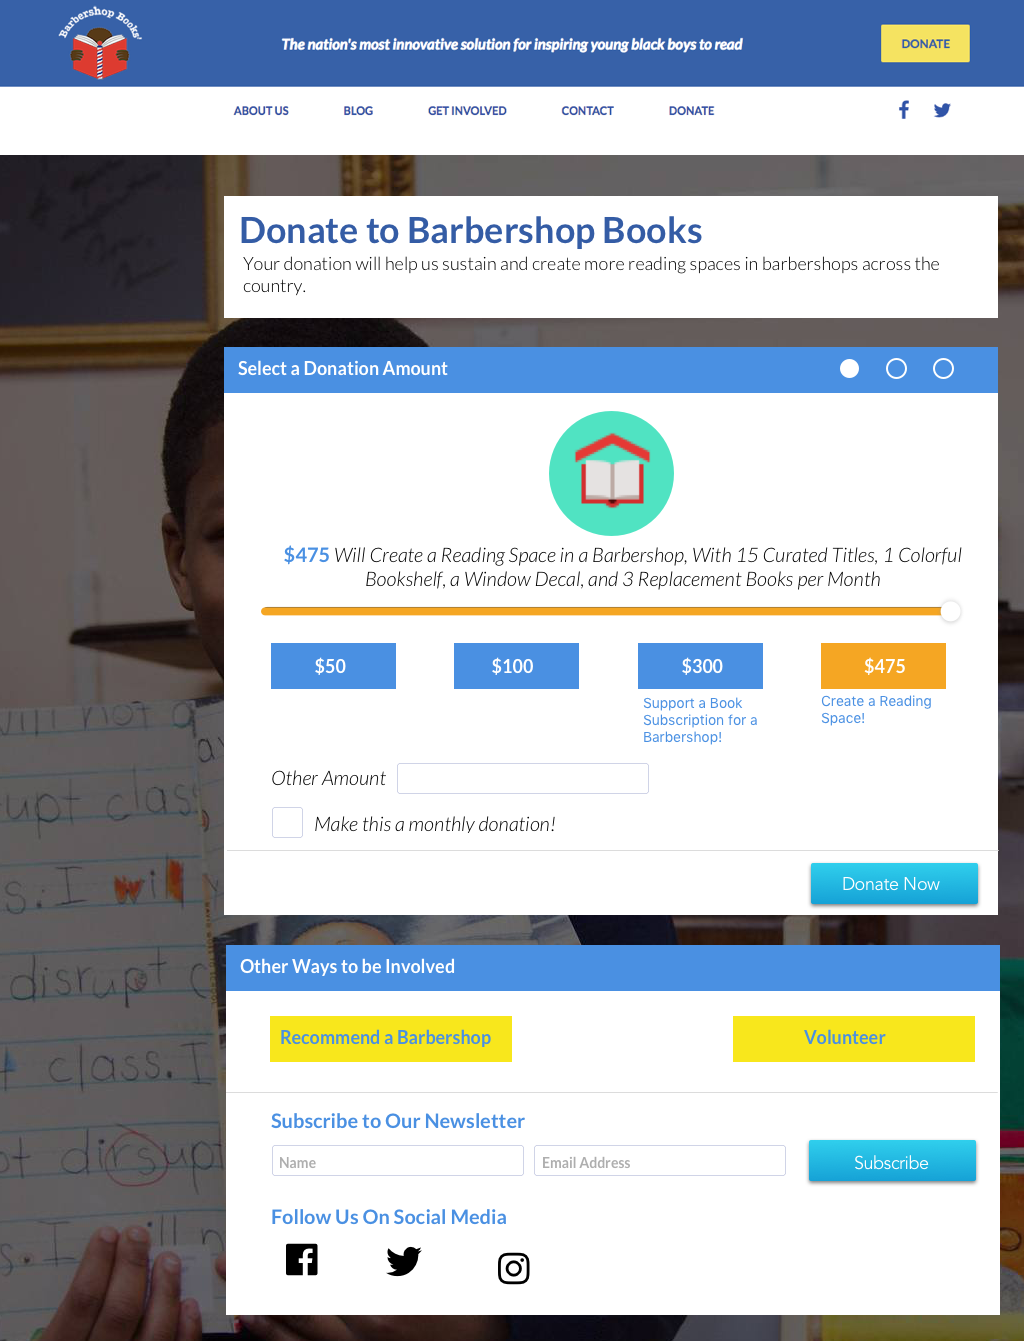 Barbershop Books
The nation's most innovative solution for inspiring young black boys to read
DONATE
ABOUT US
BLOG
GET INVOLVED
CONTACT
DONATE
Donate to Barbershop Books
Your donation will help us sustain and create more reading spaces in barbershops across the
country.
Select a Donation Amount
$475 Will Create a Reading Space in a Barbershop, With 15 Curated Titles, 1 Colorful
Bookshelf, a Window Decal, and 3 Replacement Books per Month
$50
$100
$300
$475
Support a Book
Subscription for a
Barbershop!
Create a Reading
Space!
Other Amount
Make this a monthly donation!
Donate Now
Other Ways to be Involved
Recommend a Barbershop
Volunteer
Subscribe to Our Newsletter
Name
Email Address
Subscribe
Follow Us On Social Media
will not
upt clas
s. I will
disrupt c
class. I
ot disrup
s. I will n